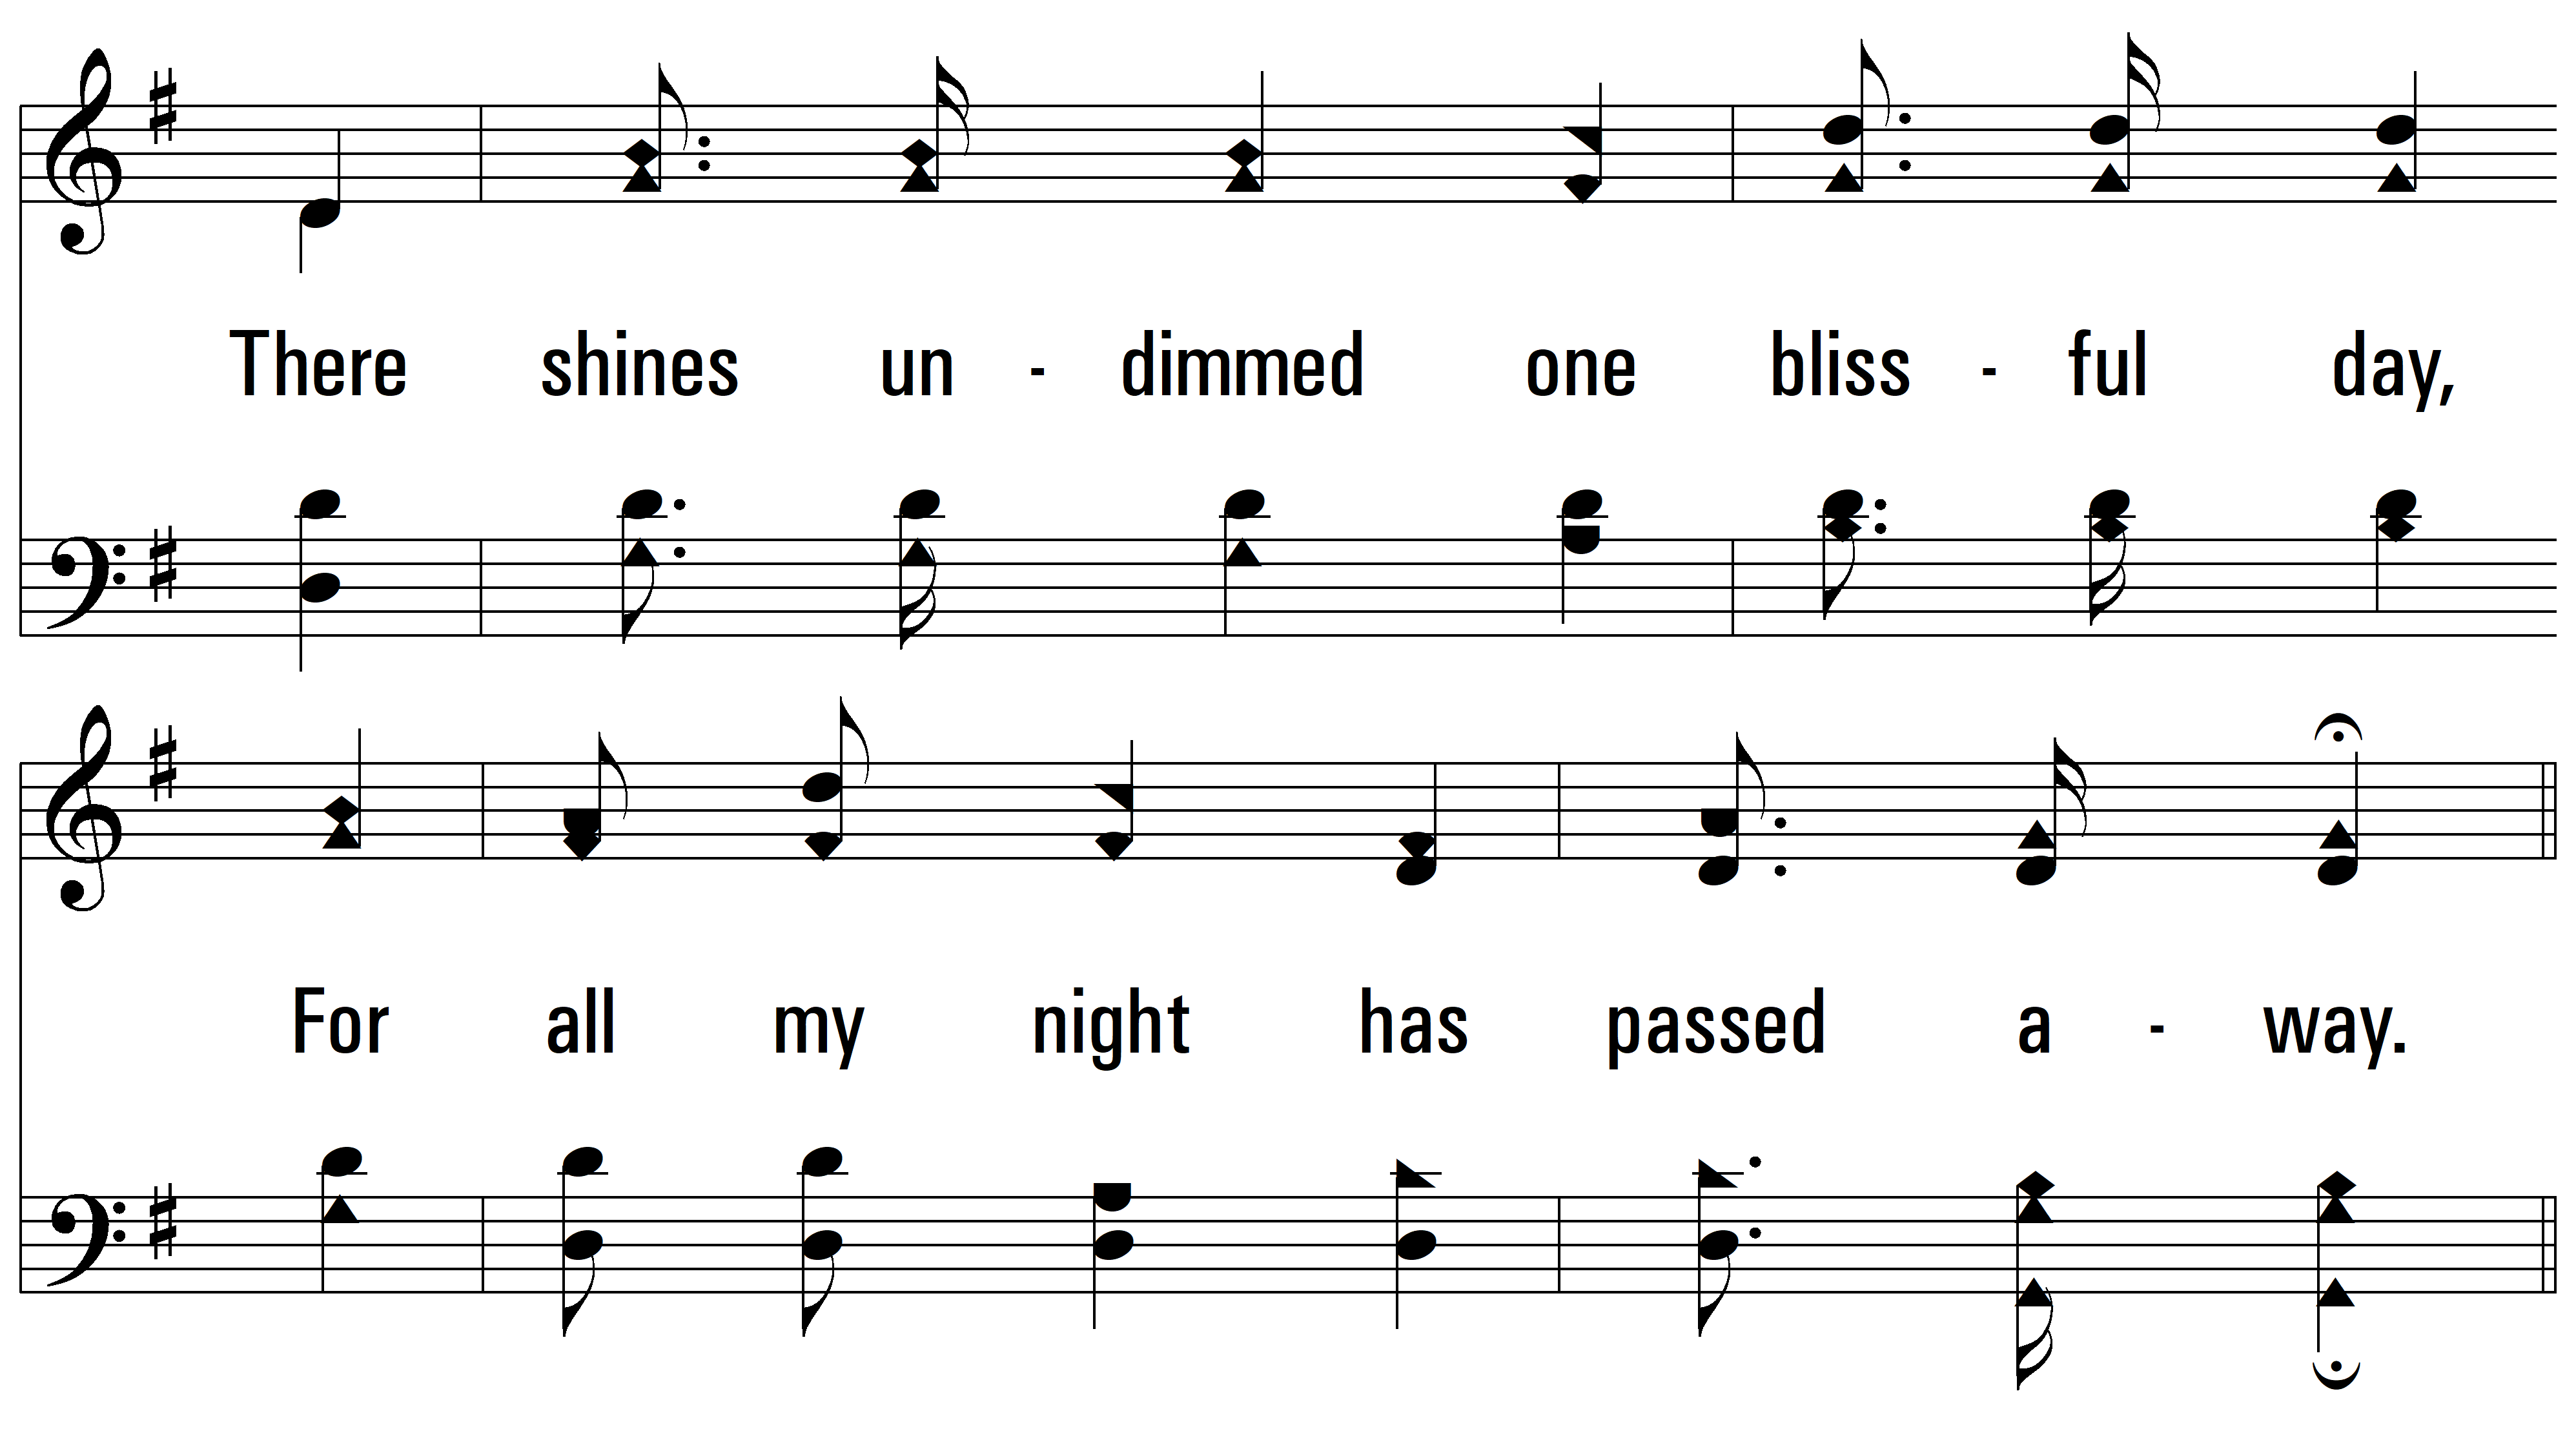 There shines un - dimmed one bliss - ful day,
For all my night has passed a - way.